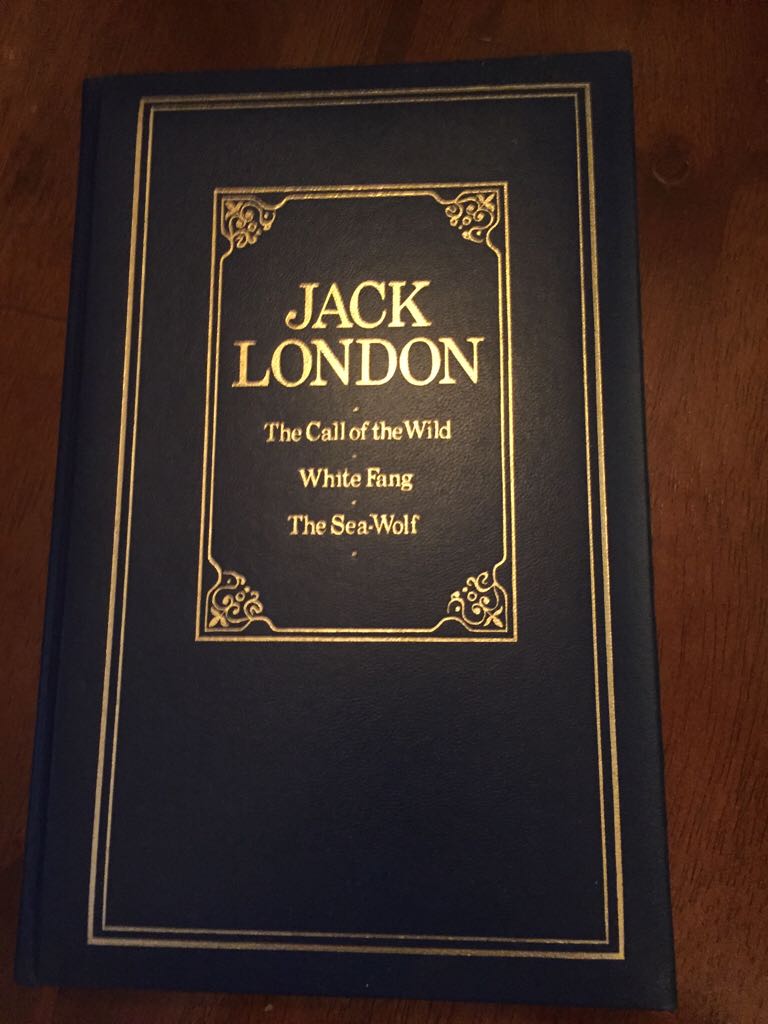 JACK
LONDON
The Call of the Wild
White Fang
The Sea-Wolf